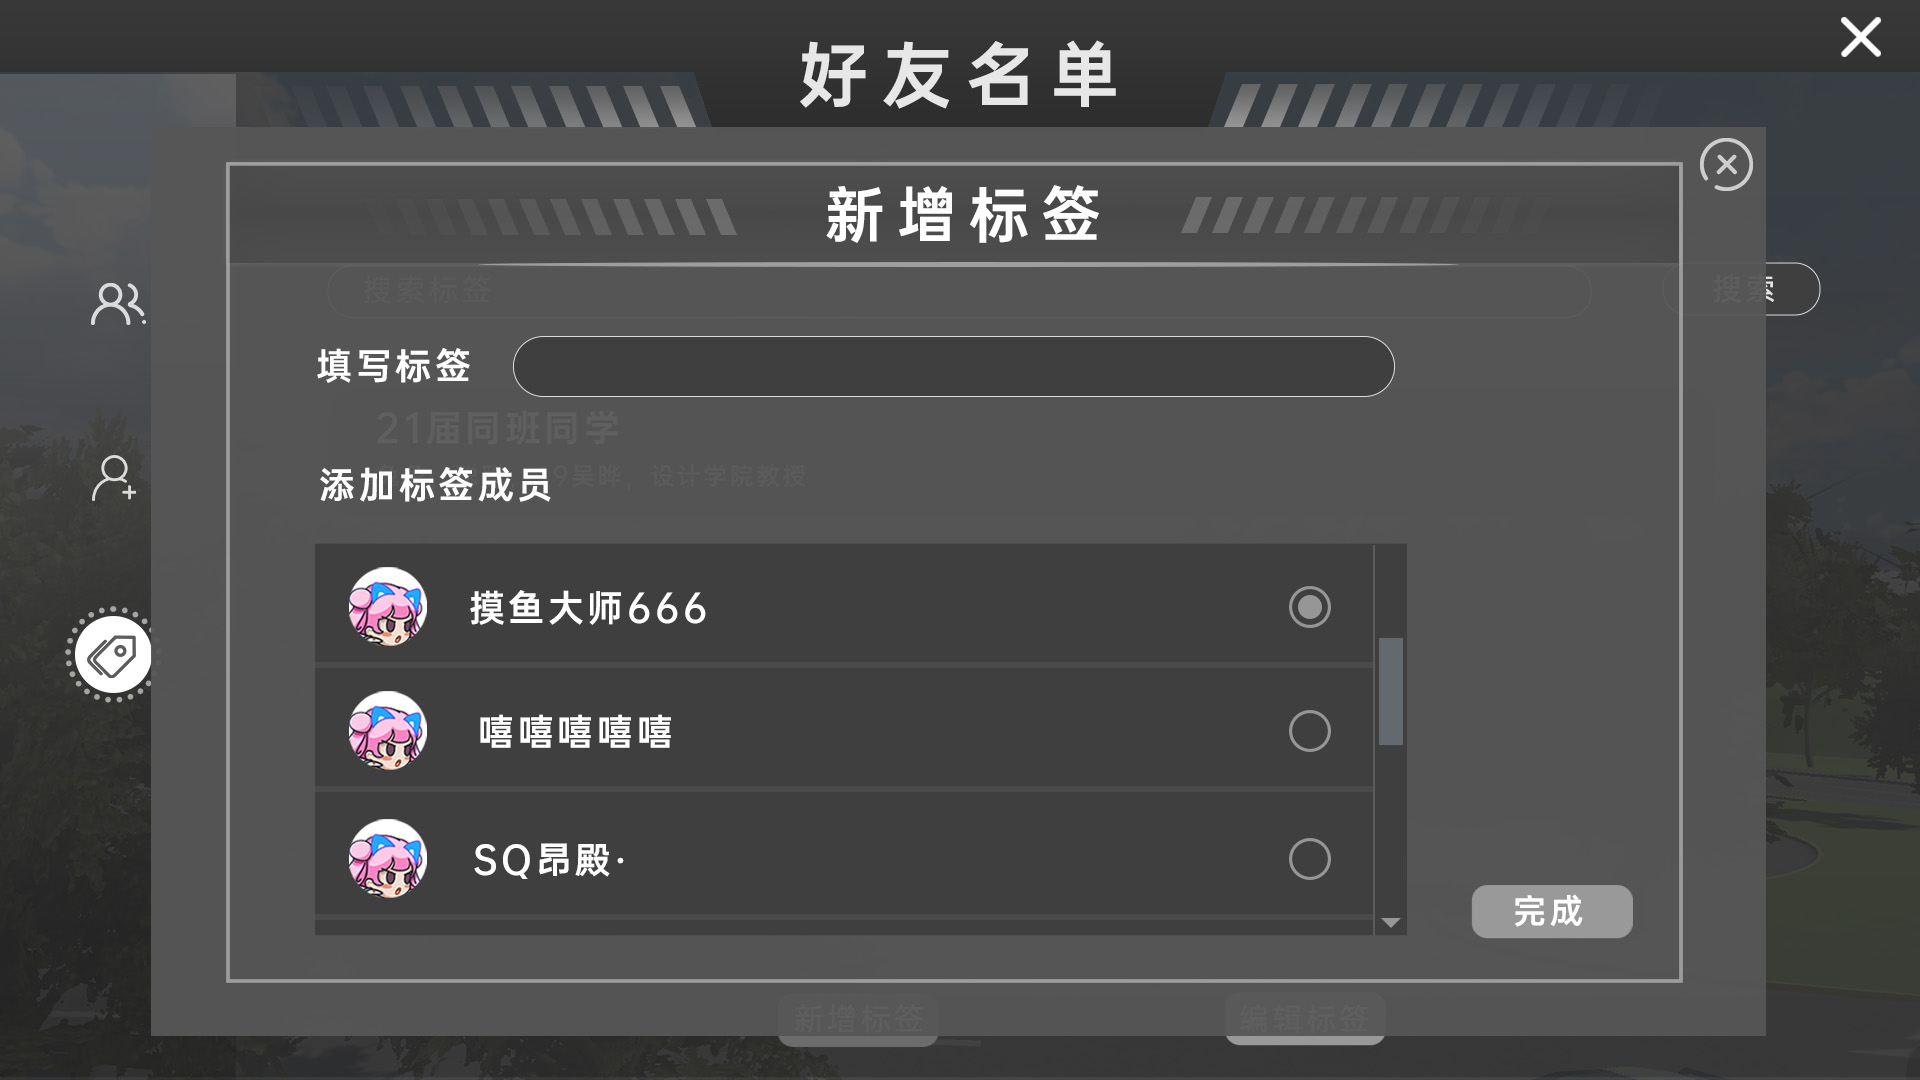 好友名单
新增标签
搜索标签
搜索
填写标签
21届同班同学
9吴晔，设计学院教授
添加标签成员
摸鱼大师666
嘻嘻嘻嘻嘻
SQ昂殿·
完成
新增标签
编辑标签